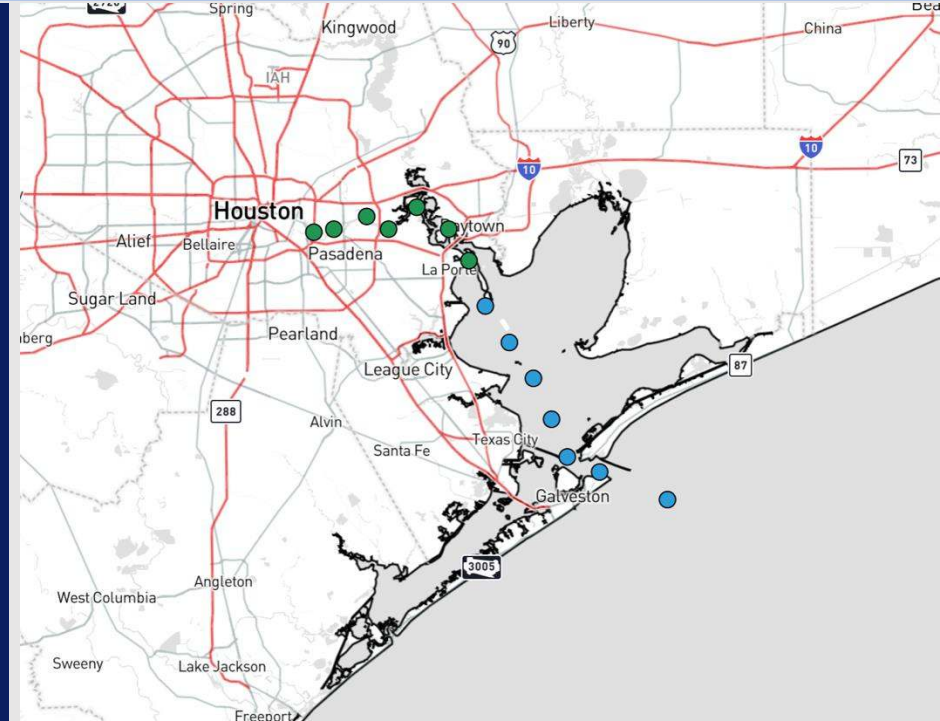 Spring
Kingwood
Liberty
China
90
IAH
10
10
73
Houston
Alief
Bellaire
Pasadena
La Porte
Sugar Land
Pearland
League City
87
288
Alvin
Texas City
Santa Fe
Galveston
3005
Angleton
West Columbia
Sweeny
Lake Jackson
Freeport